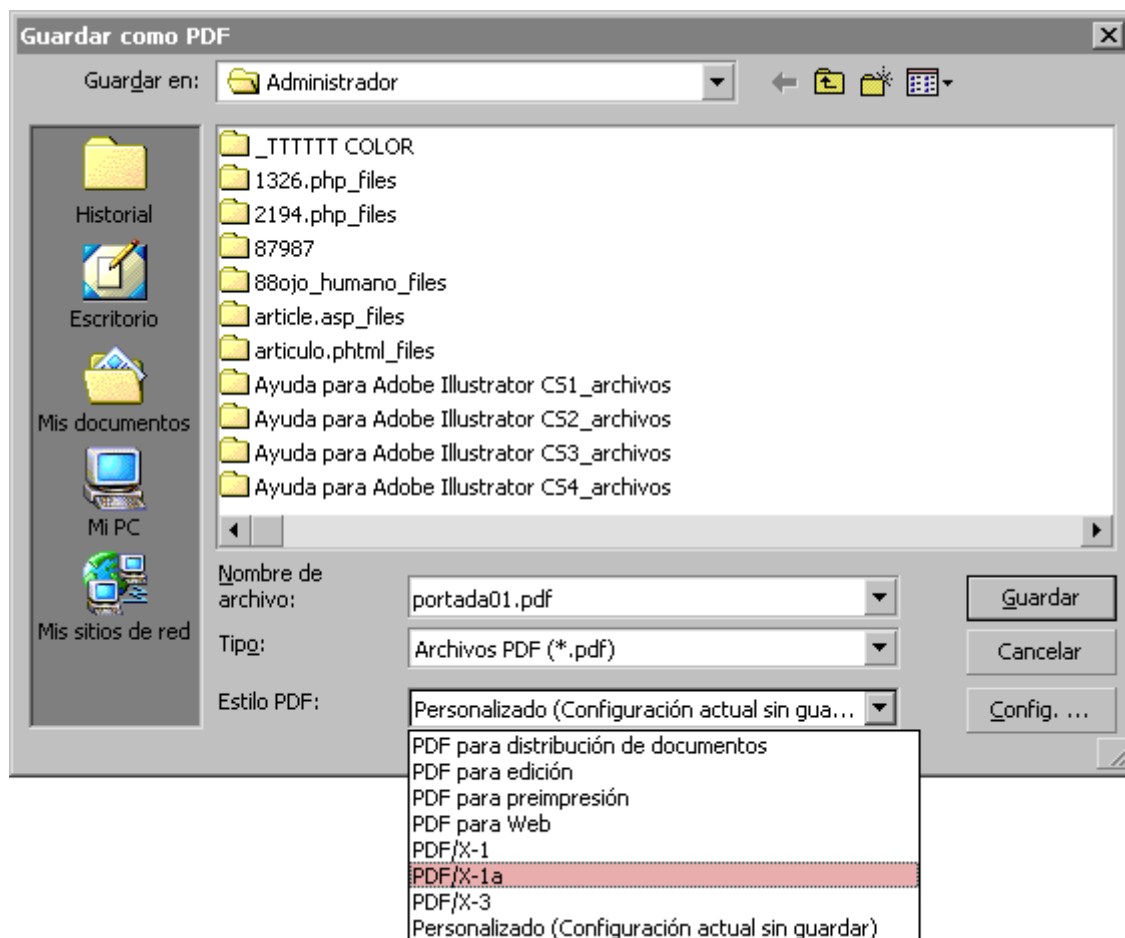 Guardar como PDF
Guardar en:
Administrador
Historial
Escritorio
Mis documentos
Mi PC
Mis sitios de red
_TTTTTT COLOR
1326.php_files
2194.php_files
87987
88ojo_humano_files
article.asp_files
articulo.phtml_files
Ayuda para Adobe Illustrator CS1_archivos
Ayuda para Adobe Illustrator CS2_archivos
Ayuda para Adobe Illustrator CS3_archivos
Ayuda para Adobe Illustrator CS4_archivos
Nombre de
archivo:
portada01.pdf
Guardar
Tipo:
Archivos PDF (*.pdf)
Cancelar
Estilo PDF:
Personalizado (Configuración actual sin gua...
Config. ...
PDF para distribución de documentos
PDF para edición
PDF para preimpresión
PDF para Web
PDF/X-1
PDF/X-1a
PDF/X-3
Personalizado (Configuración actual sin guardar)